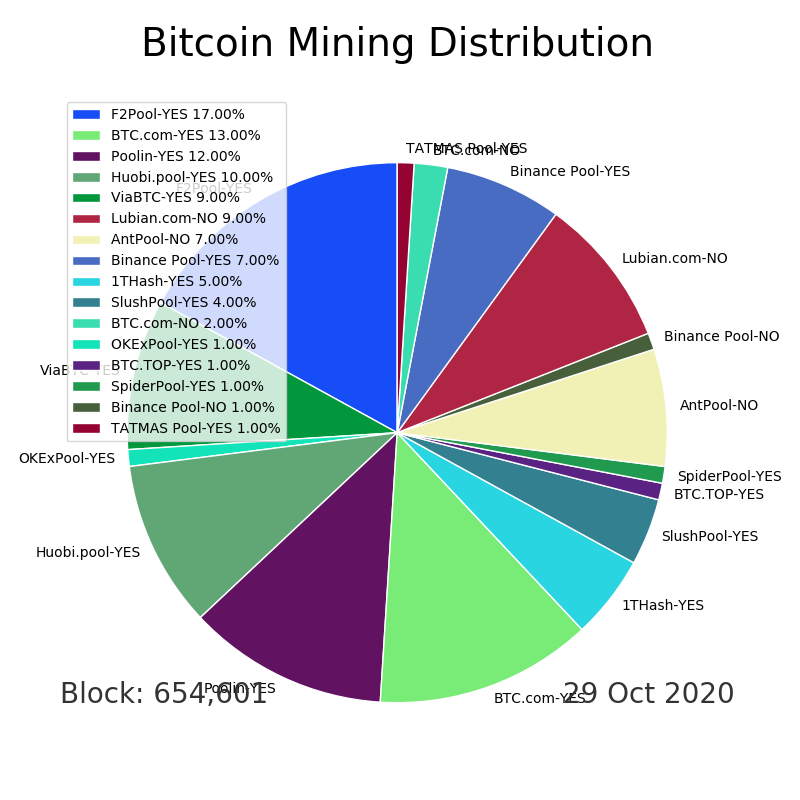 Bitcoin Mining Distribution
F2Pool-YES 17.00%
BTC.com-YES 13.00%
Poolin-YES 12.00%
Huobi.pool-YES 10.00%
ViaBTC-YES 9.00%
Lubian.com-NO 9.00%
AntPool-NO 7.00%
Binance Pool-YES 7.00%
1THash-YES 5.00%
SlushPool-YES 4.00%
BTC.com-NO 2.00%
OKExPool-YES 1.00%
BTC.TOP-YES 1.00%
SpiderPool-YES 1.00%
Binance Pool-NO 1.00%
TATMAS Pool-YES 1.00%
TATMAS Pool-YES
BTC.com-NO
Binance Pool-YES
F2Pool-YES
Lubian.com-NO
Binance Pool-NO
ViaBTC-YES
AntPool-NO
OKExPool-YES
SpiderPool-YES
BTC.TOP-YES
SlushPool-YES
Huobi.pool-YES
1THash-YES
Poolin-YES
BTC.com-YES
Block: 654,601
29 Oct 2020